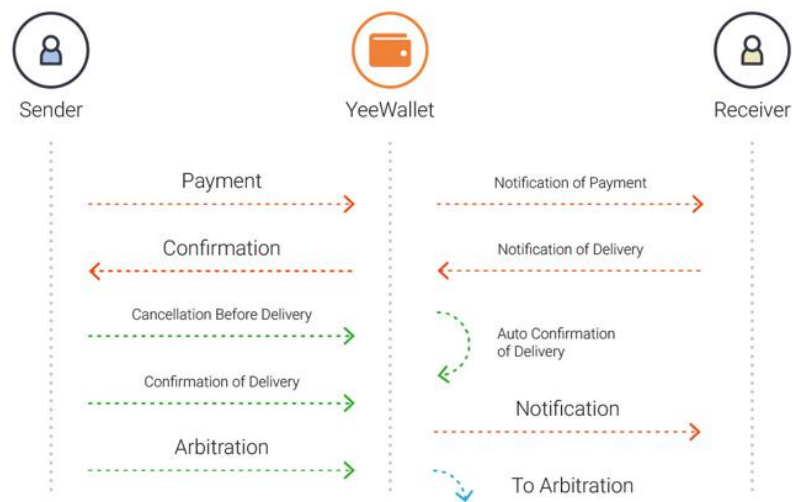 Sender
YeeWallet
Receiver
Payment
Notification of Payment
Confirmation
Notification of Delivery
Cancellation Before Delivery
Auto Confirmation
of Delivery
Confirmation of Delivery
Notification
Arbitration
To Arbitration